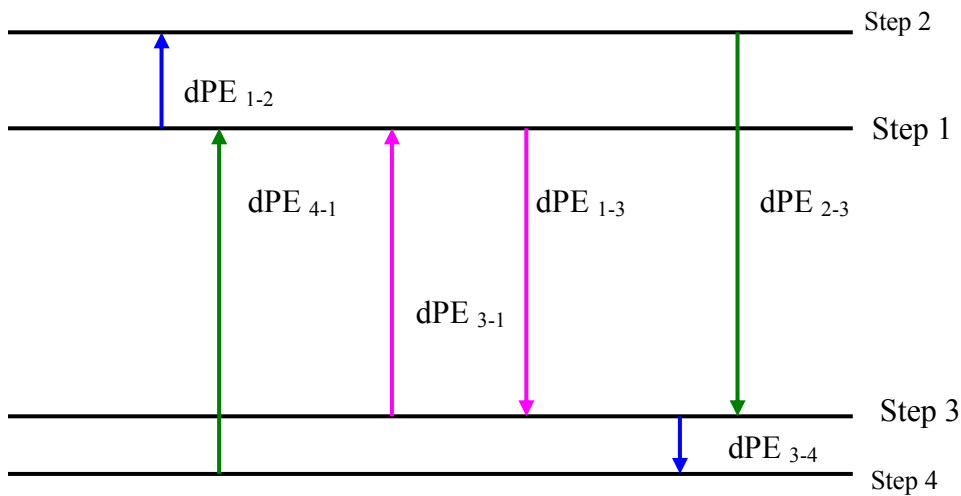 Step 2
dPE 1-2
Step 1
dPE 4-1
dPE 1-3
dPE 2-3
dPE 3-1
Step 3
dPE 3-4
Step 4